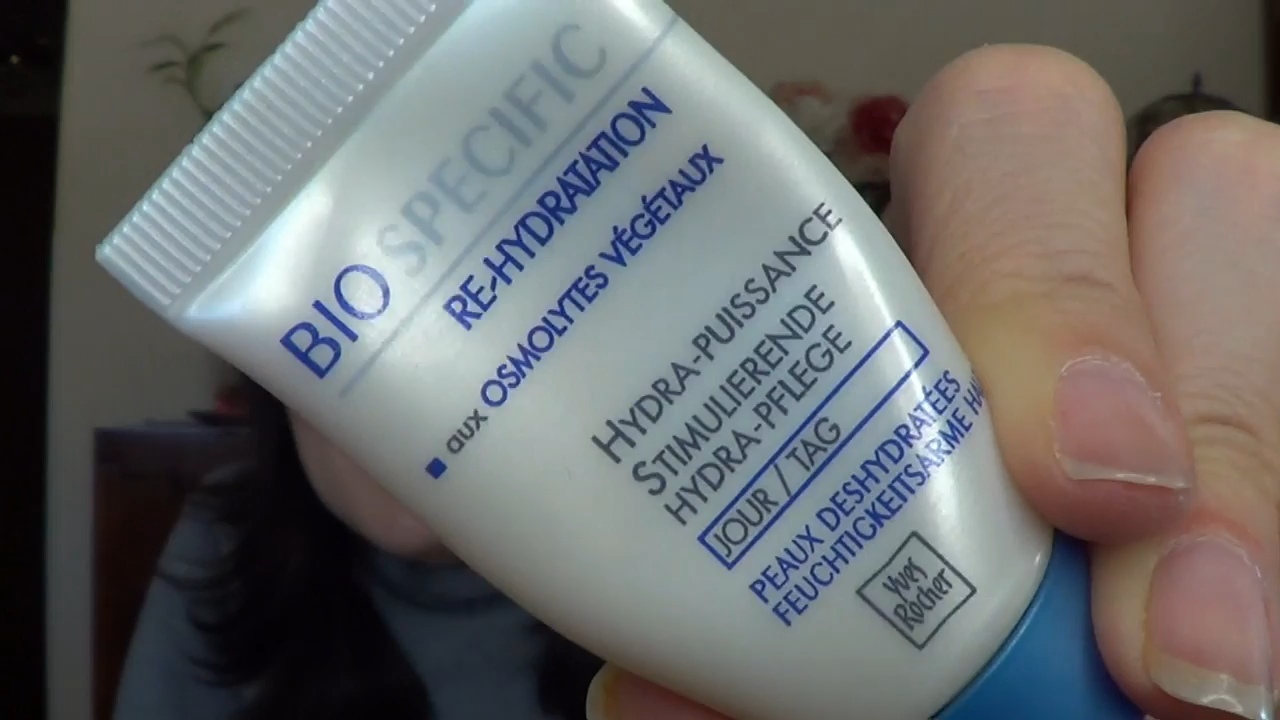 BIO SPECIFIC
RE-HYDRATATION
aux OSMOLYTES VÉGÉTAUX
HYDRA-PUISSANCE
STIMULIERENDE
HYDRA-PFLEGE
JOUR / TAG
PEAUX DESHYDRATÉES
FEUCHTIGKEITSARME
Yves
Rocher